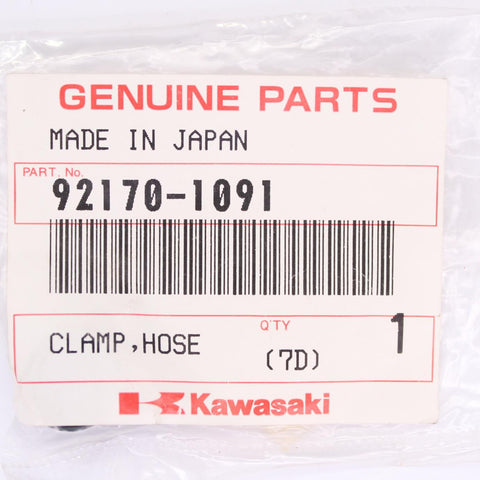 GENUINE PARTS
MADE IN JAPAN
PART. No.
92170-1091
Q'TY
CLAMP,HOSE (7D) 1
Kawasaki